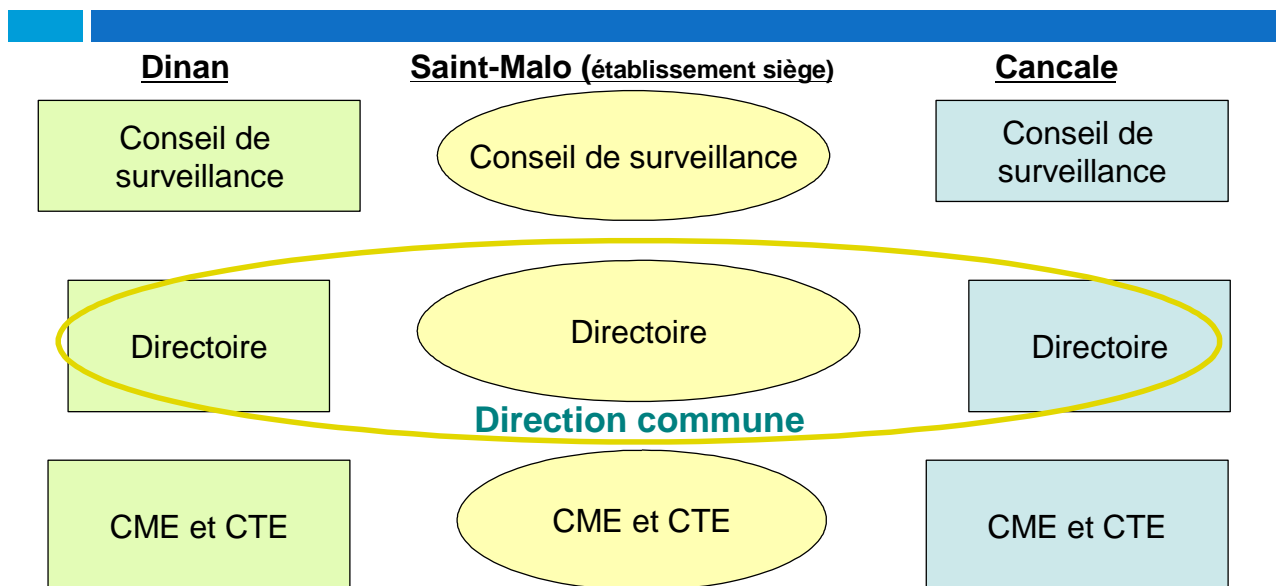 Dinan
Saint-Malo (établissement siège)
Cancale
Conseil de
surveillance
Conseil de surveillance
Conseil de
surveillance
Directoire
Directoire
Directoire
Direction commune
CME et CTE
CME et CTE
CME et CTE